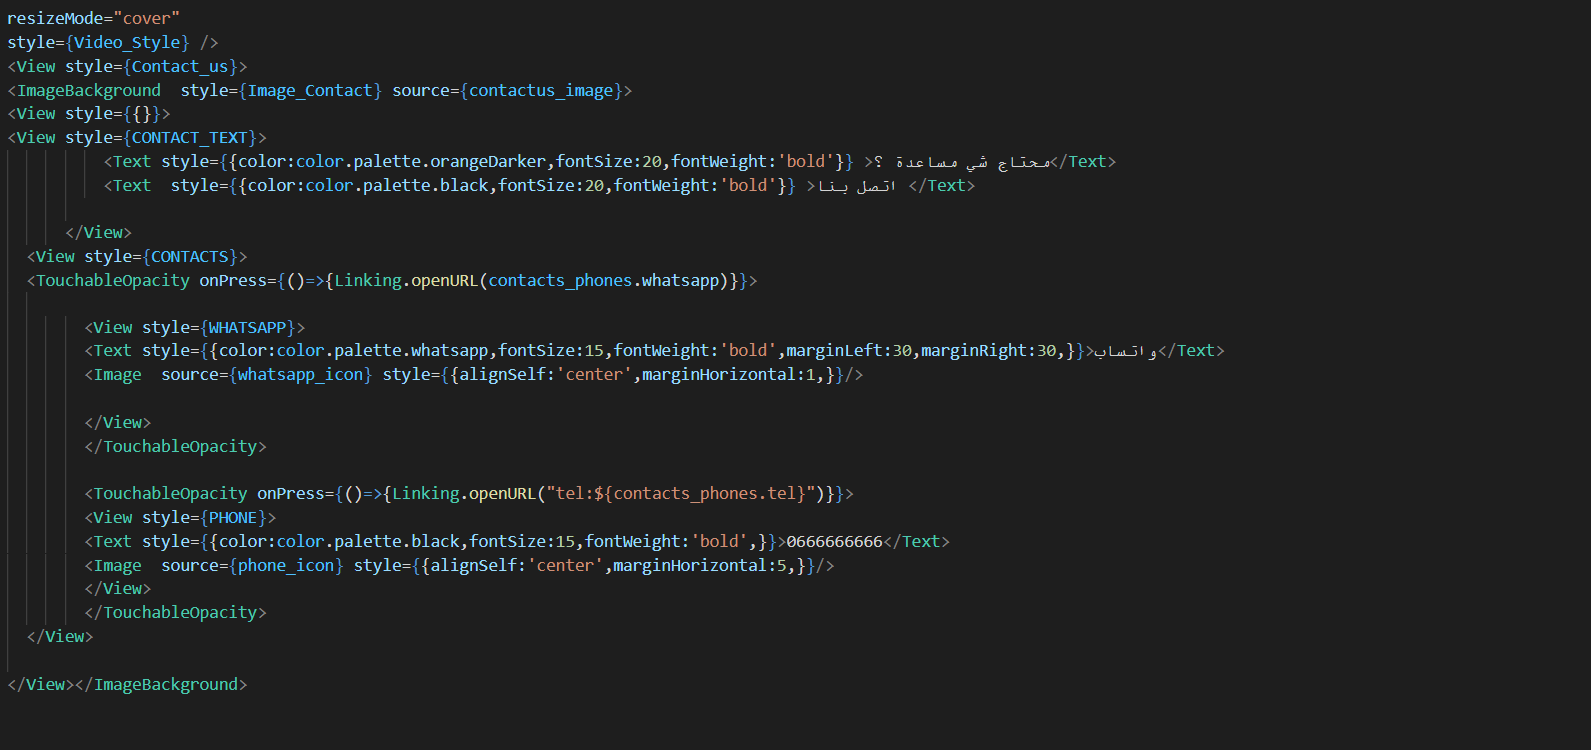 resizeMode="cover"
style={Video_Style} />
<View style={Contact_us}>
<ImageBackground  style={Image_Contact} source={contactus_image}>
<View style={{}}>
<View style={CONTACT_TEXT}>
<Text style={{color:color.palette.orangeDarker,fontSize:20,fontWeight:'bold'}} >محتاج شي مساعدة ؟</Text>
<Text  style={{color:color.palette.black,fontSize:20,fontWeight:'bold'}} >اتصل بنا </Text>
</View>
<View style={CONTACTS}>
<TouchableOpacity onPress={()=>{Linking.openURL(contacts_phones.whatsapp)}}>
<View style={WHATSAPP}>
<Text style={{color:color.palette.whatsapp,fontSize:15,fontWeight:'bold',marginLeft:30,marginRight:30,}}>واتساب</Text>
<Image  source={whatsapp_icon} style={{alignSelf:'center',marginHorizontal:1,}}/>
</View>
</TouchableOpacity>
<TouchableOpacity onPress={()=>{Linking.openURL("tel:${contacts_phones.tel}")}}>
<View style={PHONE}>
<Text style={{color:color.palette.black,fontSize:15,fontWeight:'bold',}}>0666666666</Text>
<Image  source={phone_icon} style={{alignSelf:'center',marginHorizontal:5,}}/>
</View>
</TouchableOpacity>
</View>
</View></ImageBackground>